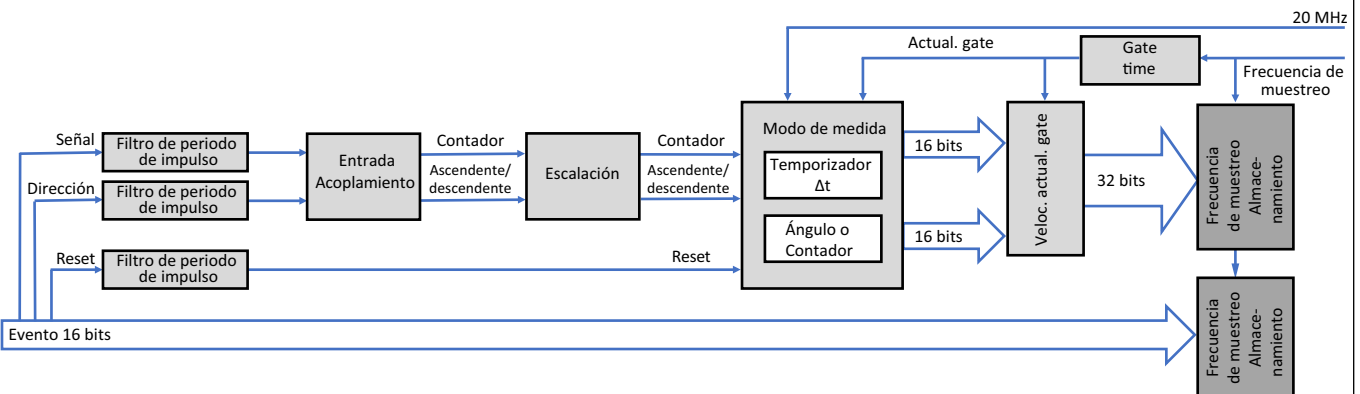 20 MHz
Actual. gate
Gate
time
Frecuencia de
muestreo
Señal
Filtro de periodo
de impulso
Dirección
Filtro de periodo
de impulso
Reset
Filtro de periodo
de impulso
Entrada
Acoplamiento
Contador
Ascendente/
descendente
Escalación
Contador
Ascendente/
descendente
Reset
Modo de medida
Temporizador
Δt
Ángulo o
Contador
16 bits
16 bits
Veloc. actual. gate
32 bits
Frecuencia
de muestreo
Almace-
namiento
Frecuencia
de muestreo
Almace-
namiento
Evento 16 bits